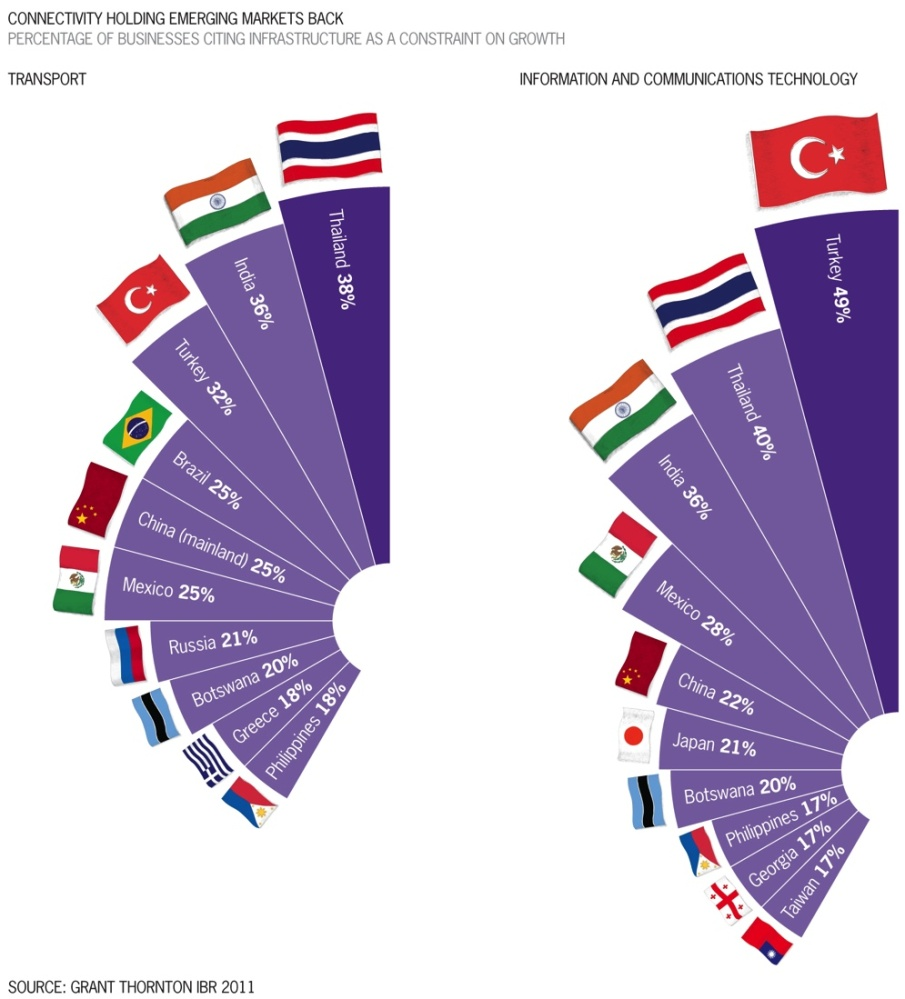 CONNECTIVITY HOLDING EMERGING MARKETS BACK
PERCENTAGE OF BUSINESSES CITING INFRASTRUCTURE AS A CONSTRAINT ON GROWTH
TRANSPORT
Thailand 38%
India 36%
Turkey 32%
Brazil 25%
China (mainland) 25%
Mexico 25%
Russia 21%
Botswana 20%
Greece 18%
Philippines 18%
INFORMATION AND COMMUNICATIONS TECHNOLOGY
Turkey 49%
Thailand 40%
India 36%
Mexico 28%
China 22%
Japan 21%
Botswana 20%
Philippines 17%
Georgia 17%
Taiwan 17%
SOURCE: GRANT THORNTON IBR 2011